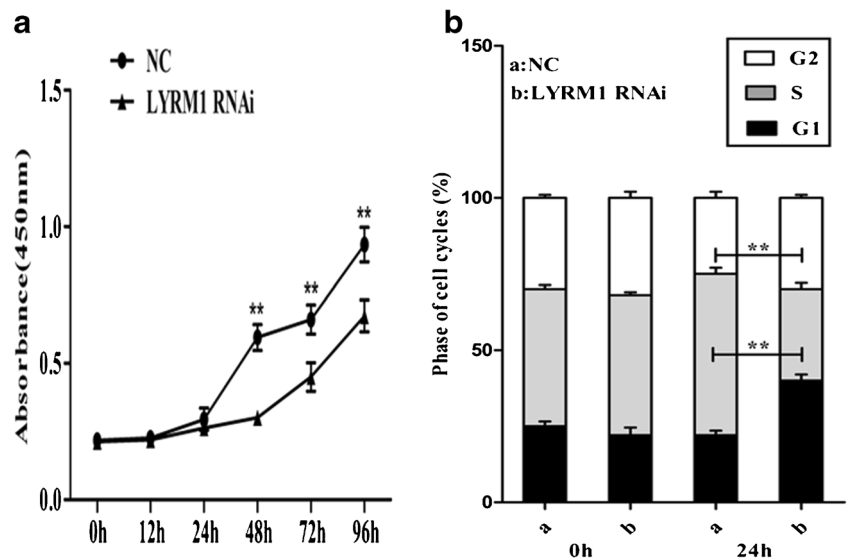 a
NC
LYRM1 RNAi
Absorbance(450nm)
1.5
1.0
0.5
0.0
**
**
**
0h 12h 24h 48h 72h 96h
b
Phase of cell cycles (%)
150
100
50
0
a:NC
b:LYRM1 RNAi
G2
S
G1
**
**
a b a b
0h 24h